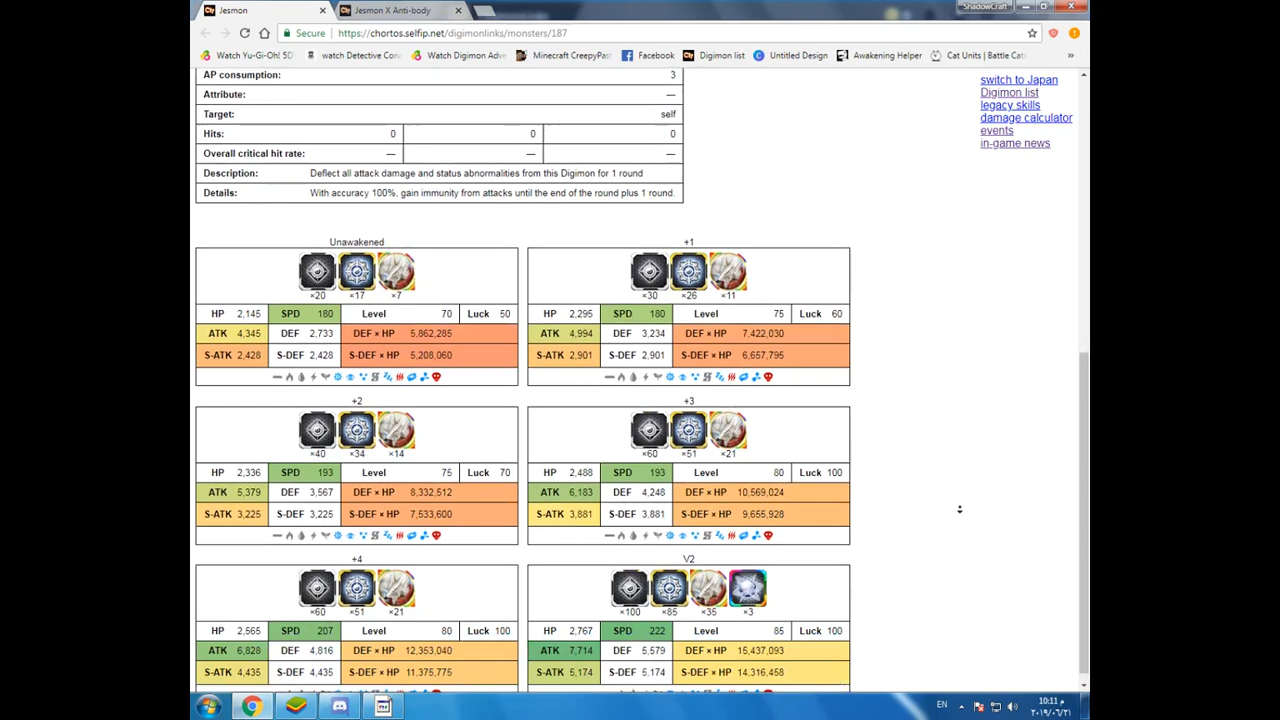 Jesmon
Jesmon X Anti-body
ShadowCraft
Secure
https://chortos.selfip.net/digimonlinks/monsters/187
Watch Yu-Gi-Oh! 5D
watch Detective Con
Watch Digimon Adve
Minecraft CreepyPast
Facebook
Digimon list
Untitled Design
Awakening Helper
Cat Units | Battle Cat
AP consumption: 3
Attribute: —
Target: self
Hits: 0 0 0
Overall critical hit rate: — — —
Description: Deflect all attack damage and status abnormalities from this Digimon for 1 round
Details: With accuracy 100%, gain immunity from attacks until the end of the round plus 1 round.
switch to Japan
Digimon list
legacy skills
damage calculator
events
in-game news
Unawakened
×20 ×17 ×7
HP 2,145 SPD 180 Level 70 Luck 50
ATK 4,345 DEF 2,733 DEF × HP 5,862,285
S-ATK 2,428 S-DEF 2,428 S-DEF × HP 5,208,060
+1
×30 ×26 ×11
HP 2,295 SPD 180 Level 75 Luck 60
ATK 4,994 DEF 3,234 DEF × HP 7,422,030
S-ATK 2,901 S-DEF 2,901 S-DEF × HP 6,657,795
+2
×40 ×34 ×14
HP 2,336 SPD 193 Level 75 Luck 70
ATK 5,379 DEF 3,567 DEF × HP 8,332,512
S-ATK 3,225 S-DEF 3,225 S-DEF × HP 7,533,600
+3
×60 ×51 ×21
HP 2,488 SPD 193 Level 80 Luck 100
ATK 6,183 DEF 4,248 DEF × HP 10,569,024
S-ATK 3,881 S-DEF 3,881 S-DEF × HP 9,655,928
+4
×60 ×51 ×21
HP 2,565 SPD 207 Level 80 Luck 100
ATK 6,828 DEF 4,816 DEF × HP 12,353,040
S-ATK 4,435 S-DEF 4,435 S-DEF × HP 11,375,775
V2
×100 ×85 ×35 ×3
HP 2,767 SPD 222 Level 85 Luck 100
ATK 7,714 DEF 5,579 DEF × HP 15,437,093
S-ATK 5,174 S-DEF 5,174 S-DEF × HP 14,316,458
EN
10:11 م
٢٠١٩/٠٦/٢١